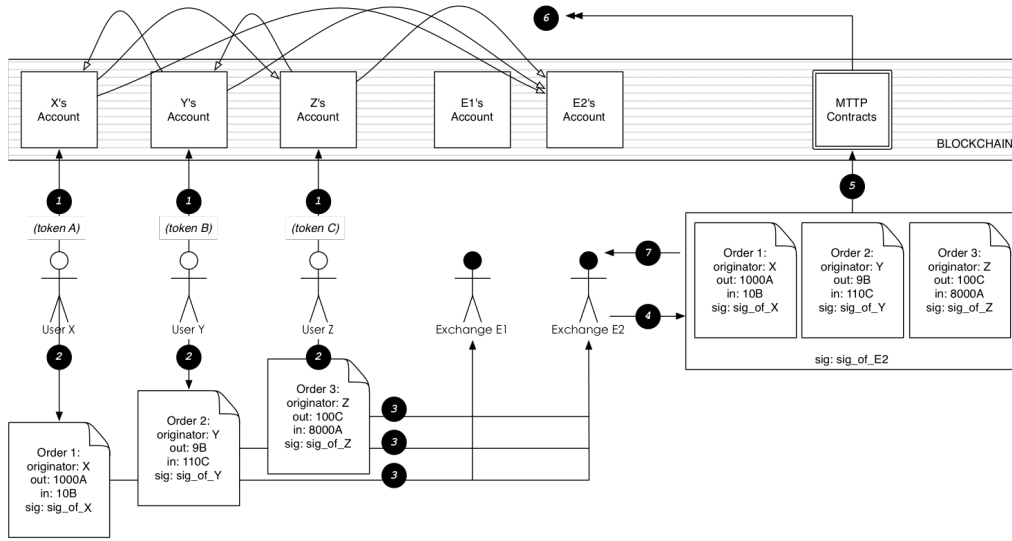 6
X's
Account
Y's
Account
Z's
Account
E1's
Account
E2's
Account
MTTP
Contracts
BLOCKCHAIN
1
1
1
5
(token A)
(token B)
(token C)
User X
User Y
User Z
Exchange E1
Exchange E2
7
4
Order 1:
originator: X
out: 1000A
in: 10B
sig: sig_of_X
Order 2:
originator: Y
out: 9B
in: 110C
sig: sig_of_Y
Order 3:
originator: Z
out: 100C
in: 8000A
sig: sig_of_Z
sig: sig_of_E2
2
2
2
Order 3:
originator: Z
out: 100C
in: 8000A
sig: sig_of_Z
Order 2:
originator: Y
out: 9B
in: 110C
sig: sig_of_Y
Order 1:
originator: X
out: 1000A
in: 10B
sig: sig_of_X
3
3
3